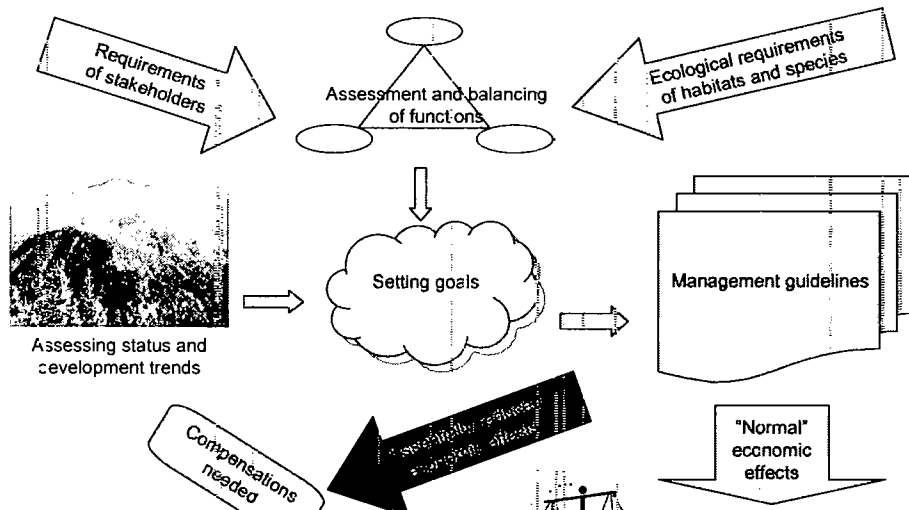 Requirements
of stakeholders
Assessment and balancing
of functions
Ecological requirements
of habitats and species
Setting goals
Management guidelines
Assessing status and
development trends
Compensations
needed
effects
"Normal"
economic
effects